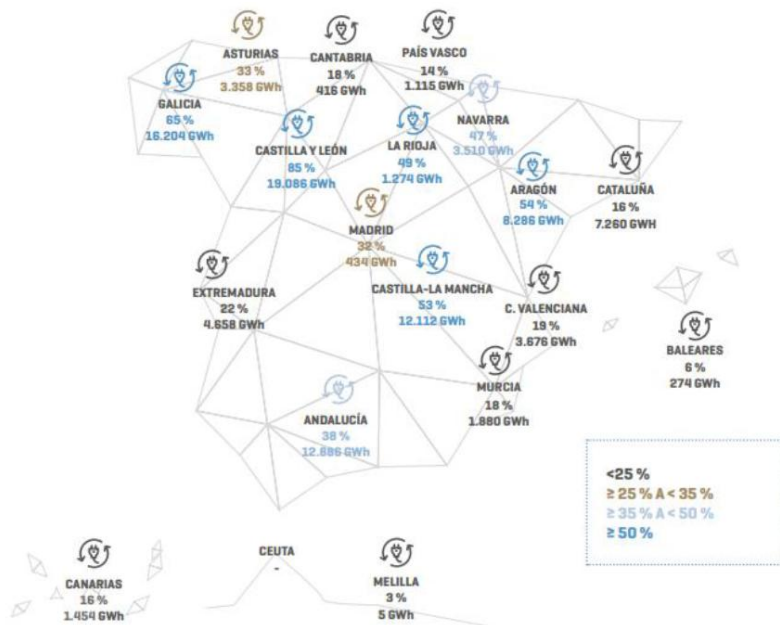 ASTURIAS
33 %
3.358 GWh
CANTABRIA
18 %
416 GWh
PAÍS VASCO
14 %
1.115 GWh
GALICIA
65 %
16.204 GWh
CASTILLA Y LEÓN
85 %
19.086 GWh
LA RIOJA
49 %
1.274 GWh
NAVARRA
47 %
3.510 GWh
ARAGÓN
54 %
8.286 GWh
CATALUÑA
16 %
7.260 GWH
MADRID
32 %
434 GWh
EXTREMADURA
22 %
4.658 GWh
CASTILLA-LA MANCHA
53 %
12.112 GWh
C. VALENCIANA
19 %
3.676 GWh
BALEARES
6 %
274 GWh
MURCIA
18 %
1.880 GWh
ANDALUCÍA
38 %
12.886 GWh
<25 %
≥ 25 % A < 35 %
≥ 35 % A < 50 %
≥ 50 %
CANARIAS
16 %
1.454 GWh
CEUTA
-
MELILLA
3 %
5 GWh